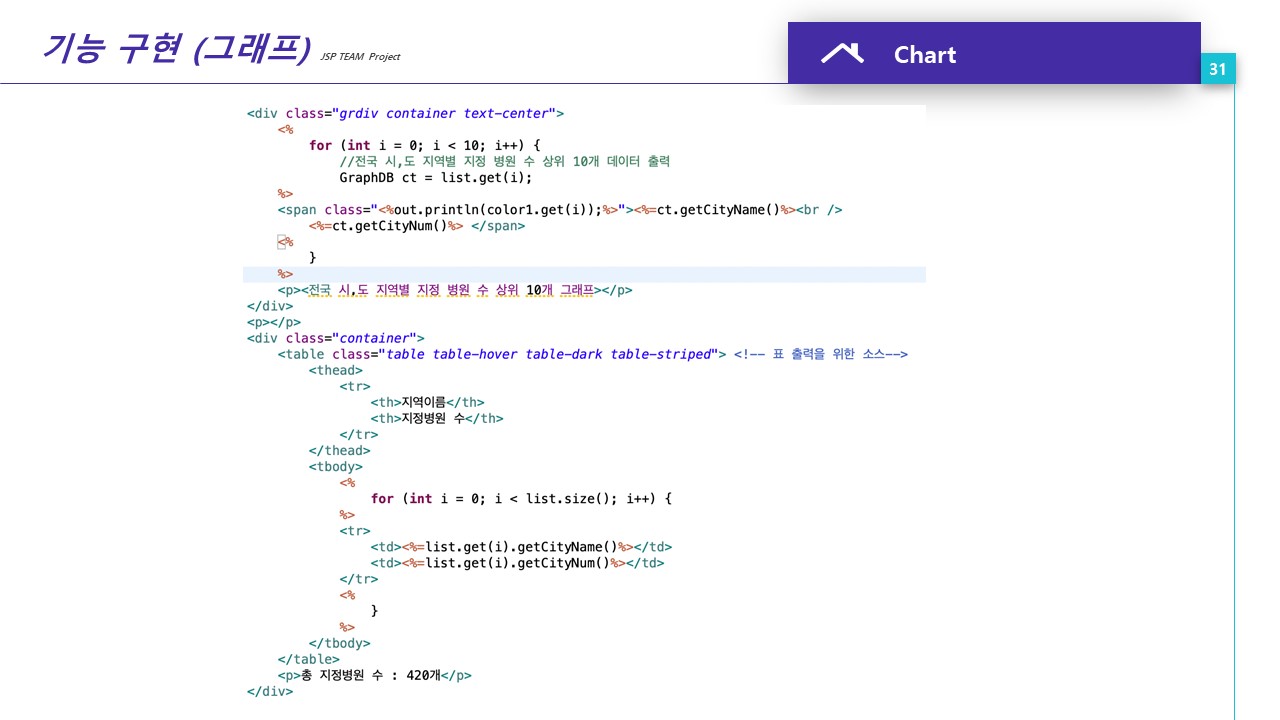 기능 구현 (그래프) JSP TEAM Project
Chart
31
<div class="grdiv container text-center">
<%
for (int i = 0; i < 10; i++) {
//전국 시,도 지역별 지정 병원 수 상위 10개 데이터 출력
GraphDB ct = list.get(i);
%>
<span class="<%out.println(color1.get(i));%>"><%=ct.getCityName()%><br />
<%=ct.getCityNum()%> </span>
<%
}
%>
<p><전국 시,도 지역별 지정 병원 수 상위 10개 그래프></p>
</div>
<p></p>
<div class="container">
<table class="table table-hover table-dark table-striped"> <!-- 표 출력을 위한 소스-->
<thead>
<tr>
<th>지역이름</th>
<th>지정병원 수</th>
</tr>
</thead>
<tbody>
<%
for (int i = 0; i < list.size(); i++) {
%>
<tr>
<td><%=list.get(i).getCityName()%></td>
<td><%=list.get(i).getCityNum()%></td>
</tr>
<%
}
%>
</tbody>
</table>
<p>총 지정병원 수 : 420개</p>
</div>